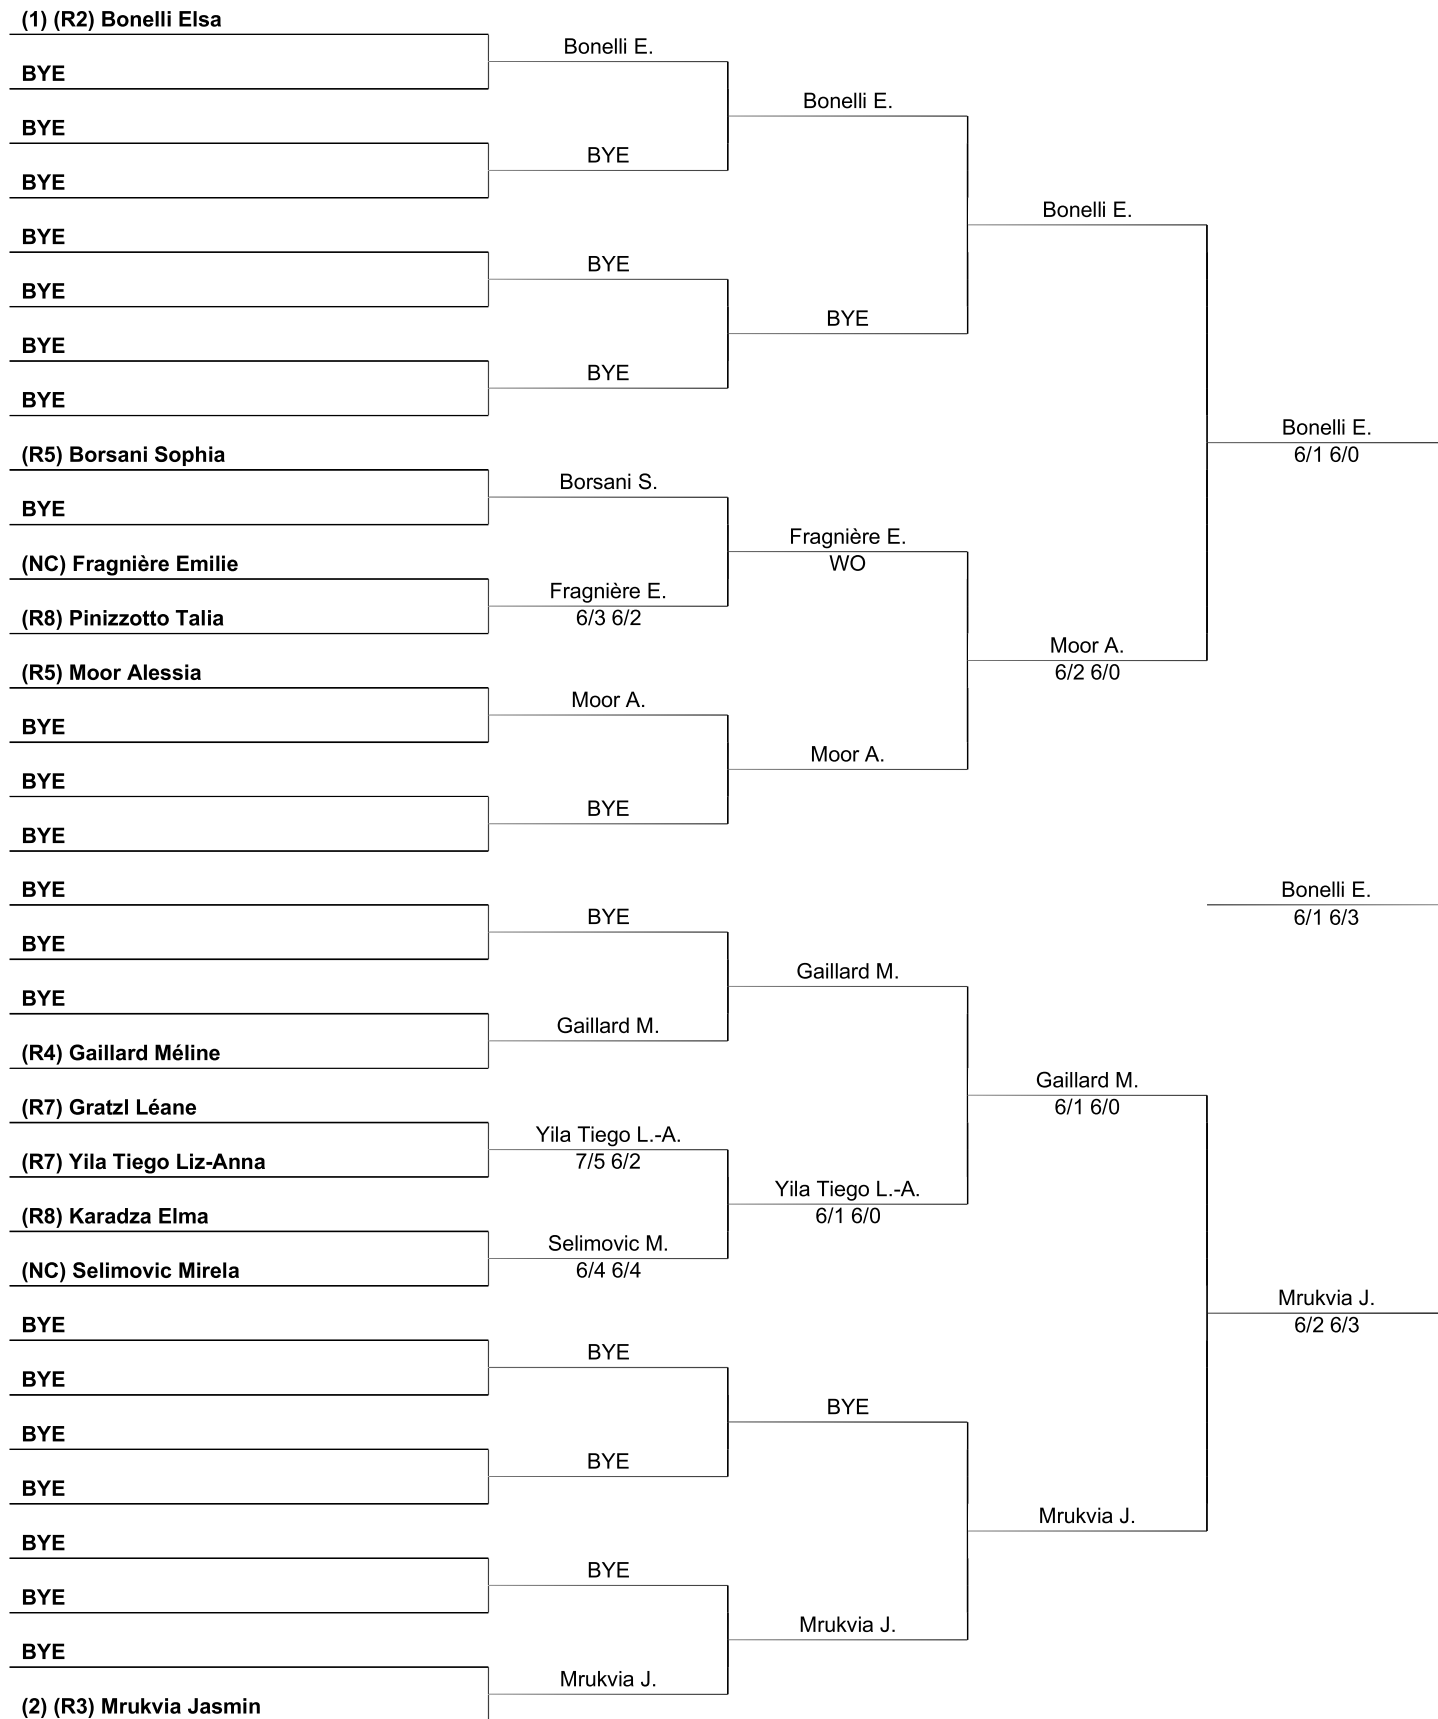 (1) (R2) Bonelli Elsa
BYE
BYE
BYE
BYE
BYE
BYE
BYE
(R5) Borsani Sophia
BYE
(NC) Fragnière Emilie
(R8) Pinizzotto Talia
(R5) Moor Alessia
BYE
BYE
BYE
BYE
BYE
BYE
(R4) Gaillard Méline
(R7) Gratzl Léane
(R7) Yila Tiego Liz-Anna
(R8) Karadza Elma
(NC) Selimovic Mirela
BYE
BYE
BYE
BYE
BYE
BYE
BYE
(2) (R3) Mrukvia Jasmin
Bonelli E.
BYE
BYE
BYE
Borsani S.
Fragnière E.
6/3 6/2
Moor A.
BYE
BYE
Gaillard M.
Yila Tiego L.-A.
7/5 6/2
Selimovic M.
6/4 6/4
BYE
BYE
BYE
Mrukvia J.
Bonelli E.
BYE
Fragnière E.
WO
Moor A.
Gaillard M.
Yila Tiego L.-A.
6/1 6/0
BYE
Mrukvia J.
Bonelli E.
Moor A.
6/2 6/0
Gaillard M.
6/1 6/0
Mrukvia J.
Bonelli E.
6/1 6/0
Bonelli E.
6/1 6/3
Mrukvia J.
6/2 6/3